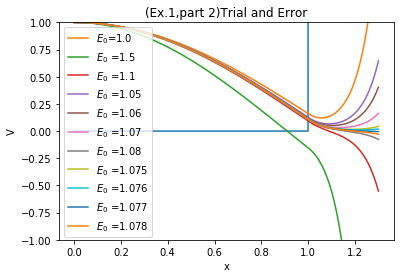 (Ex.1,part 2)Trial and Error
1.00
0.75
0.50
0.25
0.00
−0.25
−0.50
−0.75
−1.00
V
E₀=1.0
E₀ =1.5
E₀ =1.1
E₀ =1.05
E₀ =1.06
E₀ =1.07
E₀ =1.08
E₀ =1.075
E₀ =1.076
E₀ =1.077
E₀ =1.078
0.0 0.2 0.4 0.6 0.8 1.0 1.2
x